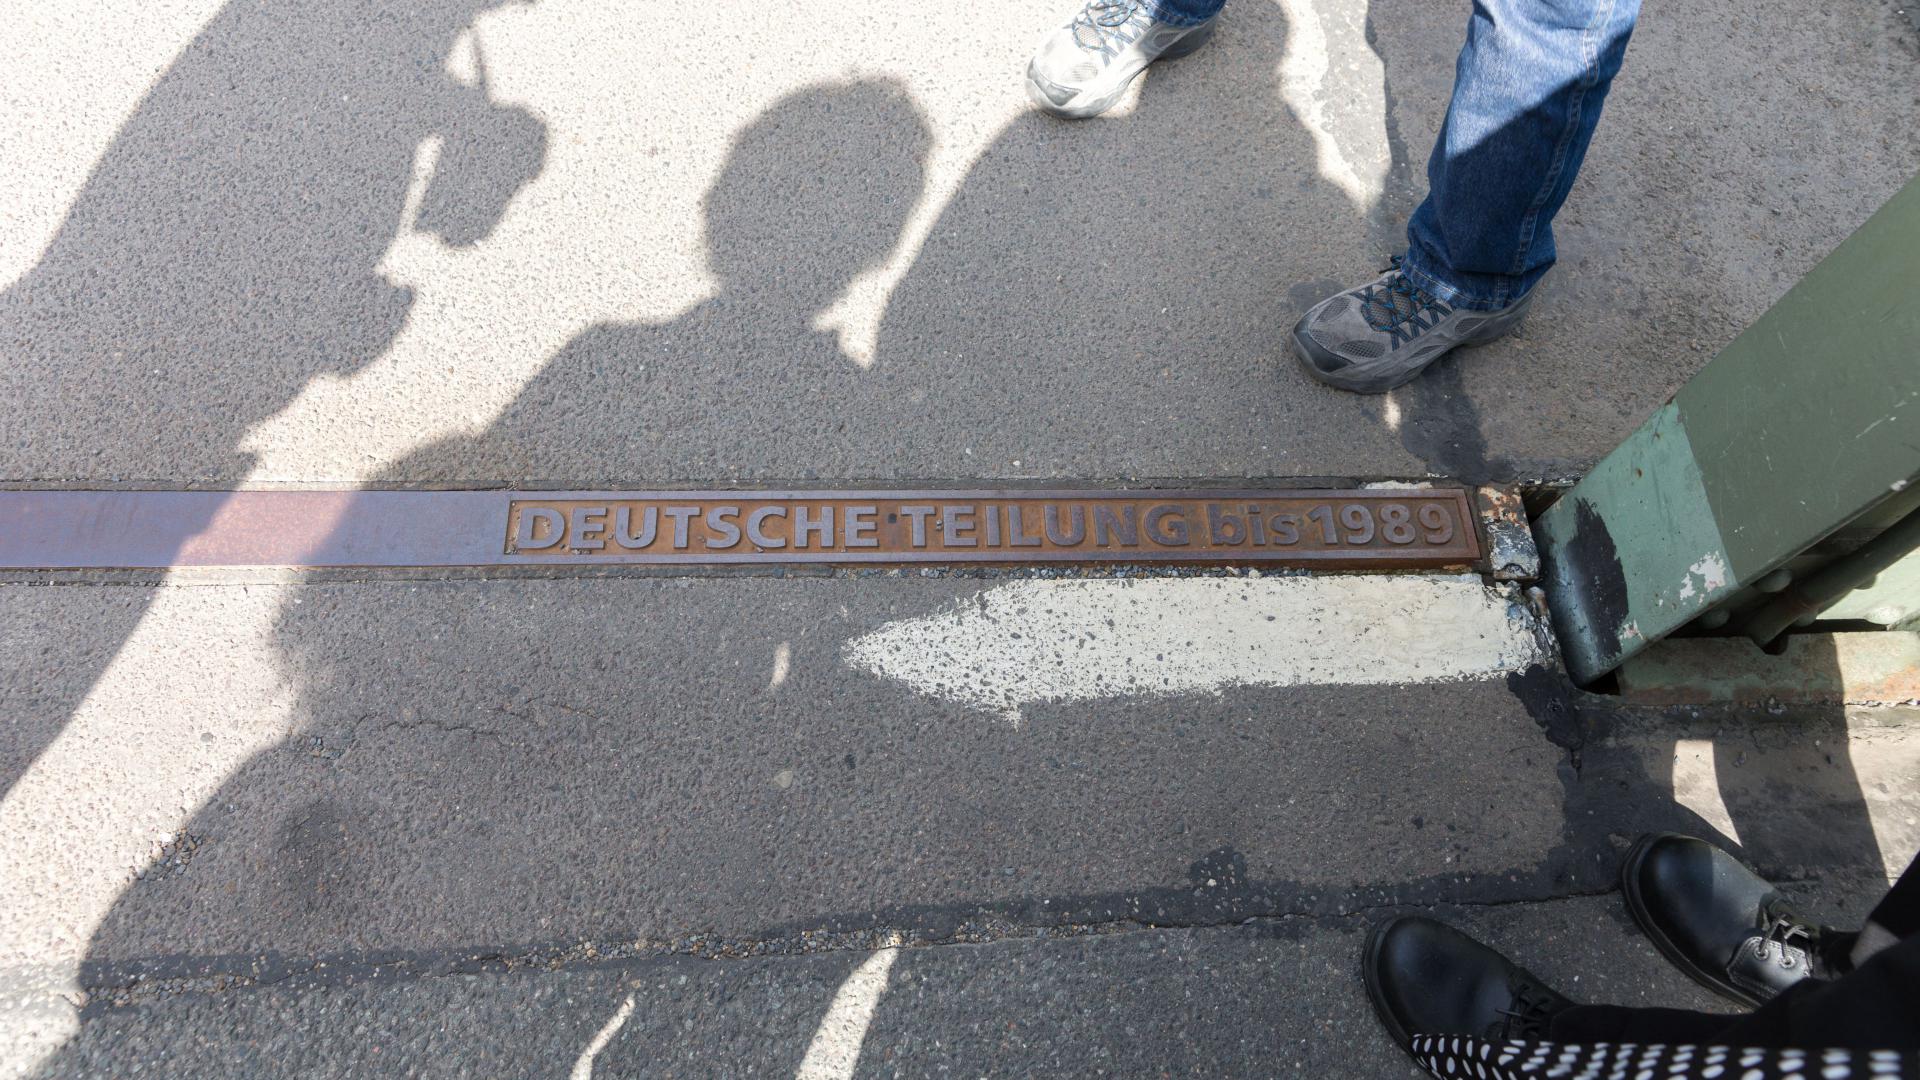 DEUTSCHE TEILUNG bis 1989